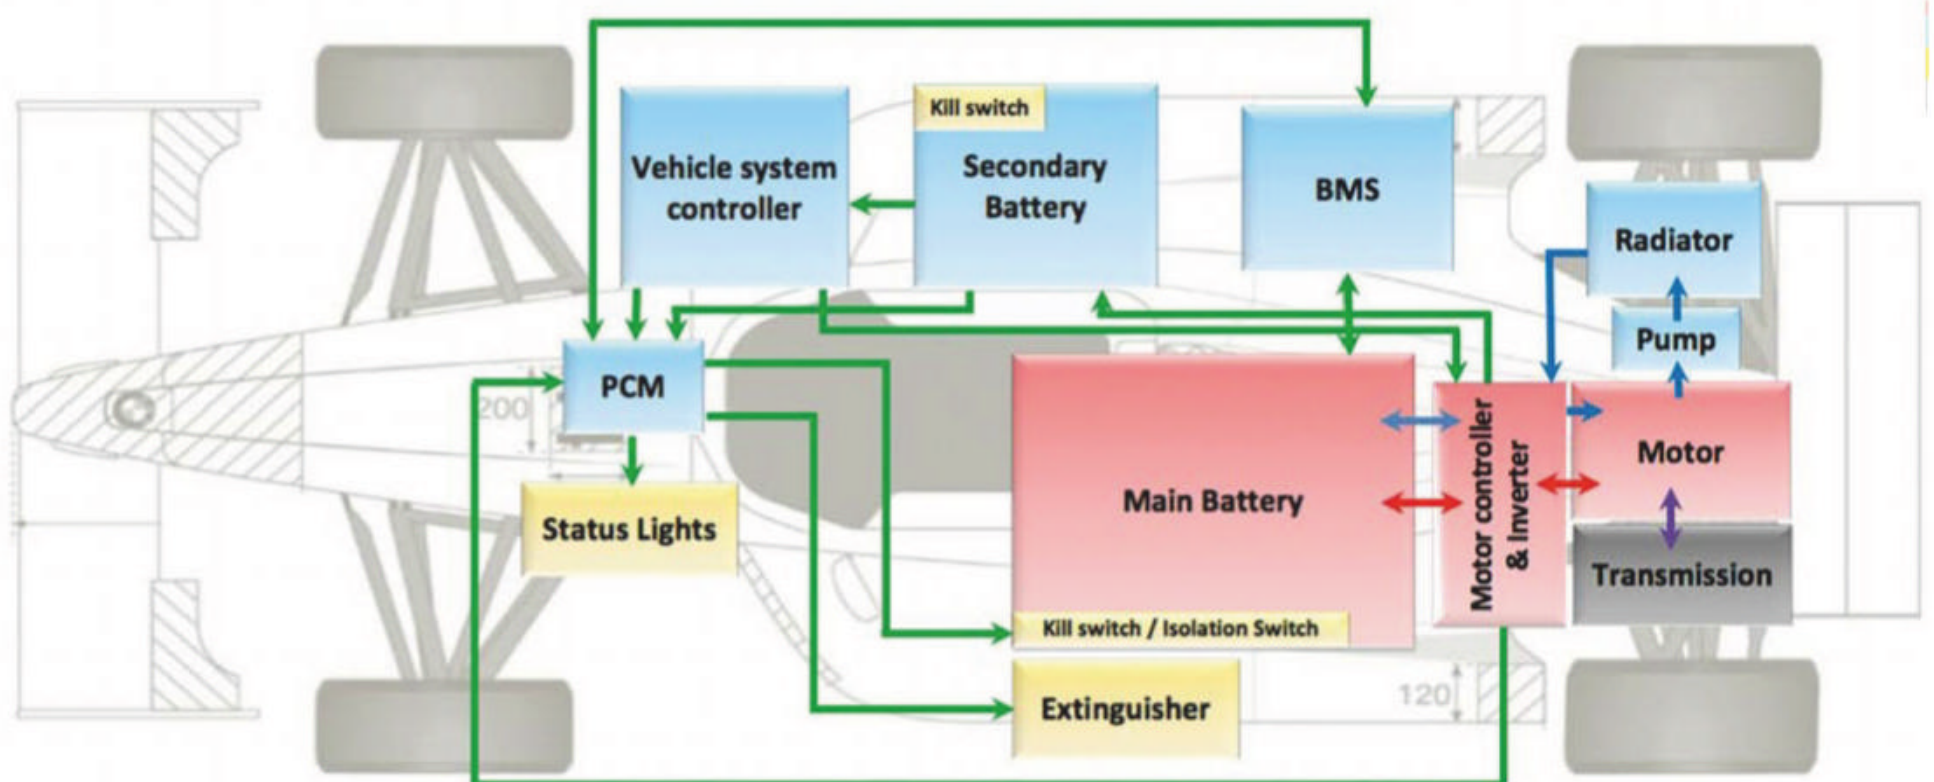 Kill switch
Vehicle system
controller
Secondary
Battery
BMS
Radiator
Pump
PCM
200
Motor controller
& Inverter
Motor
Main Battery
Status Lights
Transmission
Kill switch / Isolation Switch
Extinguisher
120